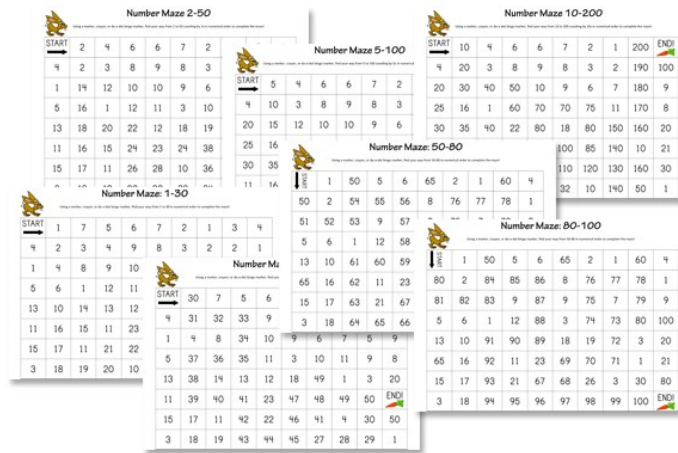 Number Maze 2-50
START 2 4 6 6
4 2 3 8 9 8 3
1 14 12 10 10 9 6
5 16 1 12 11 3 10
13 18 20 22 12 18 19
11 16 15 24 23 24 38
15 17 11 26 28 10 36
Number Maze 5-100
START 5 4 6 6 7 2
4 10 3 8 9 8 3
20 15 12 10 10 9 6
25 16
30 35
11 16
Number Maze 10-200
START 10 4 6 6 7 2 1 200 END!
4 20 3 8 9 8 3 2 190 100
20 30 40 50 10 9 6 7 180 9
25 16 1 60 70 70 75 11 170 8
30 35 40 22 80 18 80 150 160 20
100 85 140 10 21
110 120 130 160 30
32 10 140 50 1
Number Maze: 50-80
START 1 50 5 6 65 2 1 60 4
50 2 54 55 56 8 76 77 78 1
51 52 53 9 57
5 6 1 12 58
13 10 61 60 59
65 16 62 11 23
15 17 63 21 67
3 18 64 65 66
Number Maze: 1-30
START 1 7 5 6 7 2 1 3 4
4 2 3 4 9 8 3 2 2 1
1 4 8 9 10
5 6 1 12 11
13 10 14 13 12
11 16 15 11 23
15 17 11 21 22
3 18 19 20 10
Number Ma
START 30 7 5 6
4 31 32 33 9
1 4 8 34 10 9 6 7 5 9
5 37 36 35 11 3 10 11 9 8
13 38 14 13 12 18 49 1 3 20
11 39 40 41 23 47 48 49 50 END!
15 17 11 42 22 46 41 4 30 50
3 18 19 43 44 45 27 28 29 1
Number Maze: 80-100
START 1 50 5 6 65 2 1 60 4
80 2 84 85 86 8 76 77 78 1
81 82 83 9 87 9 75 7 79 9
5 6 1 12 88 3 74 73 80 100
13 10 91 90 89 18 19 72 3 20
65 16 92 11 23 69 70 71 1 21
15 17 93 21 67 68 26 3 30 80
3 18 94 95 96 97 98 99 100 END!